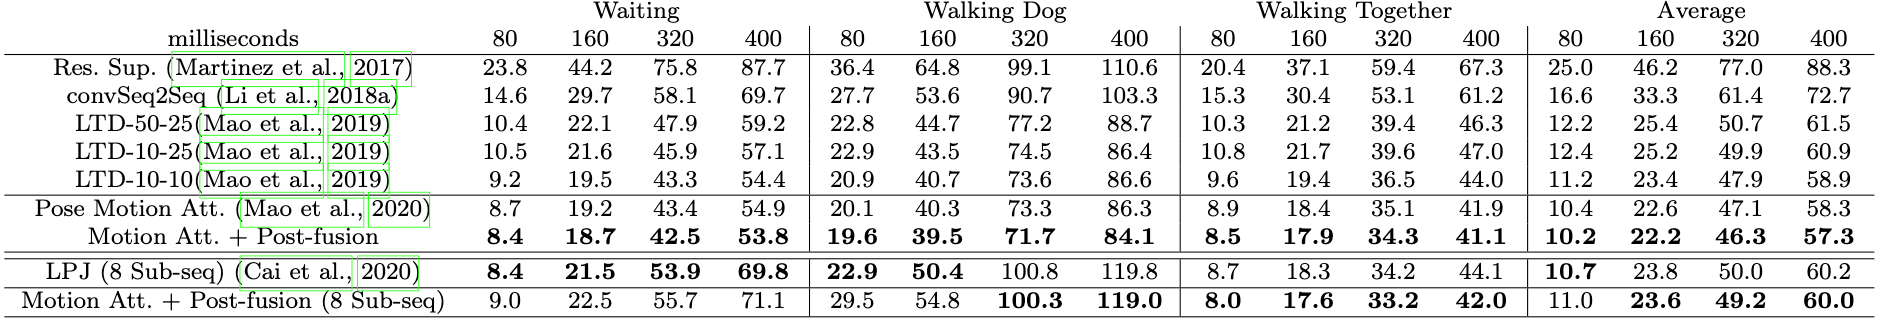 Waiting Walking Dog Walking Together Average
milliseconds 80 160 320 400 80 160 320 400 80 160 320 400 80 160 320 400
Res. Sup. (Martinez et al., 2017) 23.8 44.2 75.8 87.7 36.4 64.8 99.1 110.6 20.4 37.1 59.4 67.3 25.0 46.2 77.0 88.3
convSeq2Seq (Li et al., 2018a) 14.6 29.7 58.1 69.7 27.7 53.6 90.7 103.3 15.3 30.4 53.1 61.2 16.6 33.3 61.4 72.7
LTD-50-25(Mao et al., 2019) 10.4 22.1 47.9 59.2 22.8 44.7 77.2 88.7 10.3 21.2 39.4 46.3 12.2 25.4 50.7 61.5
LTD-10-25(Mao et al., 2019) 10.5 21.6 45.9 57.1 22.9 43.5 74.5 86.4 10.8 21.7 39.6 47.0 12.4 25.2 49.9 60.9
LTD-10-10(Mao et al., 2019) 9.2 19.5 43.3 54.4 20.9 40.7 73.6 86.6 9.6 19.4 36.5 44.0 11.2 23.4 47.9 58.9
Pose Motion Att. (Mao et al., 2020) 8.7 19.2 43.4 54.9 20.1 40.3 73.3 86.3 8.9 18.4 35.1 41.9 10.4 22.6 47.1 58.3
Motion Att. + Post-fusion 8.4 18.7 42.5 53.8 19.6 39.5 71.7 84.1 8.5 17.9 34.3 41.1 10.2 22.2 46.3 57.3
LPJ (8 Sub-seq) (Cai et al., 2020) 8.4 21.5 53.9 69.8 22.9 50.4 100.8 119.8 8.7 18.3 34.2 44.1 10.7 23.8 50.0 60.2
Motion Att. + Post-fusion (8 Sub-seq) 9.0 22.5 55.7 71.1 29.5 54.8 100.3 119.0 8.0 17.6 33.2 42.0 11.0 23.6 49.2 60.0